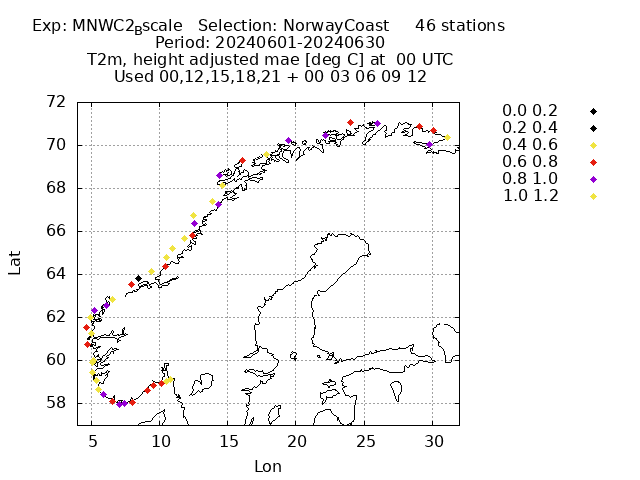 Exp: MNWC2_Bscale Selection: NorwayCoast 46 stations
Period: 20240601-20240630
T2m, height adjusted mae [deg C] at 00 UTC
Used 00,12,15,18,21 + 00 03 06 09 12
72
70
68
66
64
62
60
58
5 10 15 20 25 30
Lat
Lon
0.0 0.2
0.2 0.4
0.4 0.6
0.6 0.8
0.8 1.0
1.0 1.2